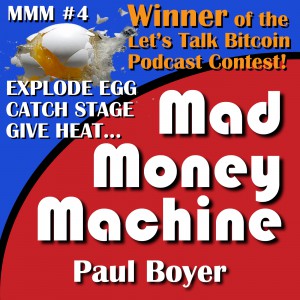 MMM #4
Winner of the
Let's Talk Bitcoin
Podcast Contest!
EXPLODE EGG
CATCH STAGE
GIVE HEAT...
Mad
Money
Machine
Paul Boyer